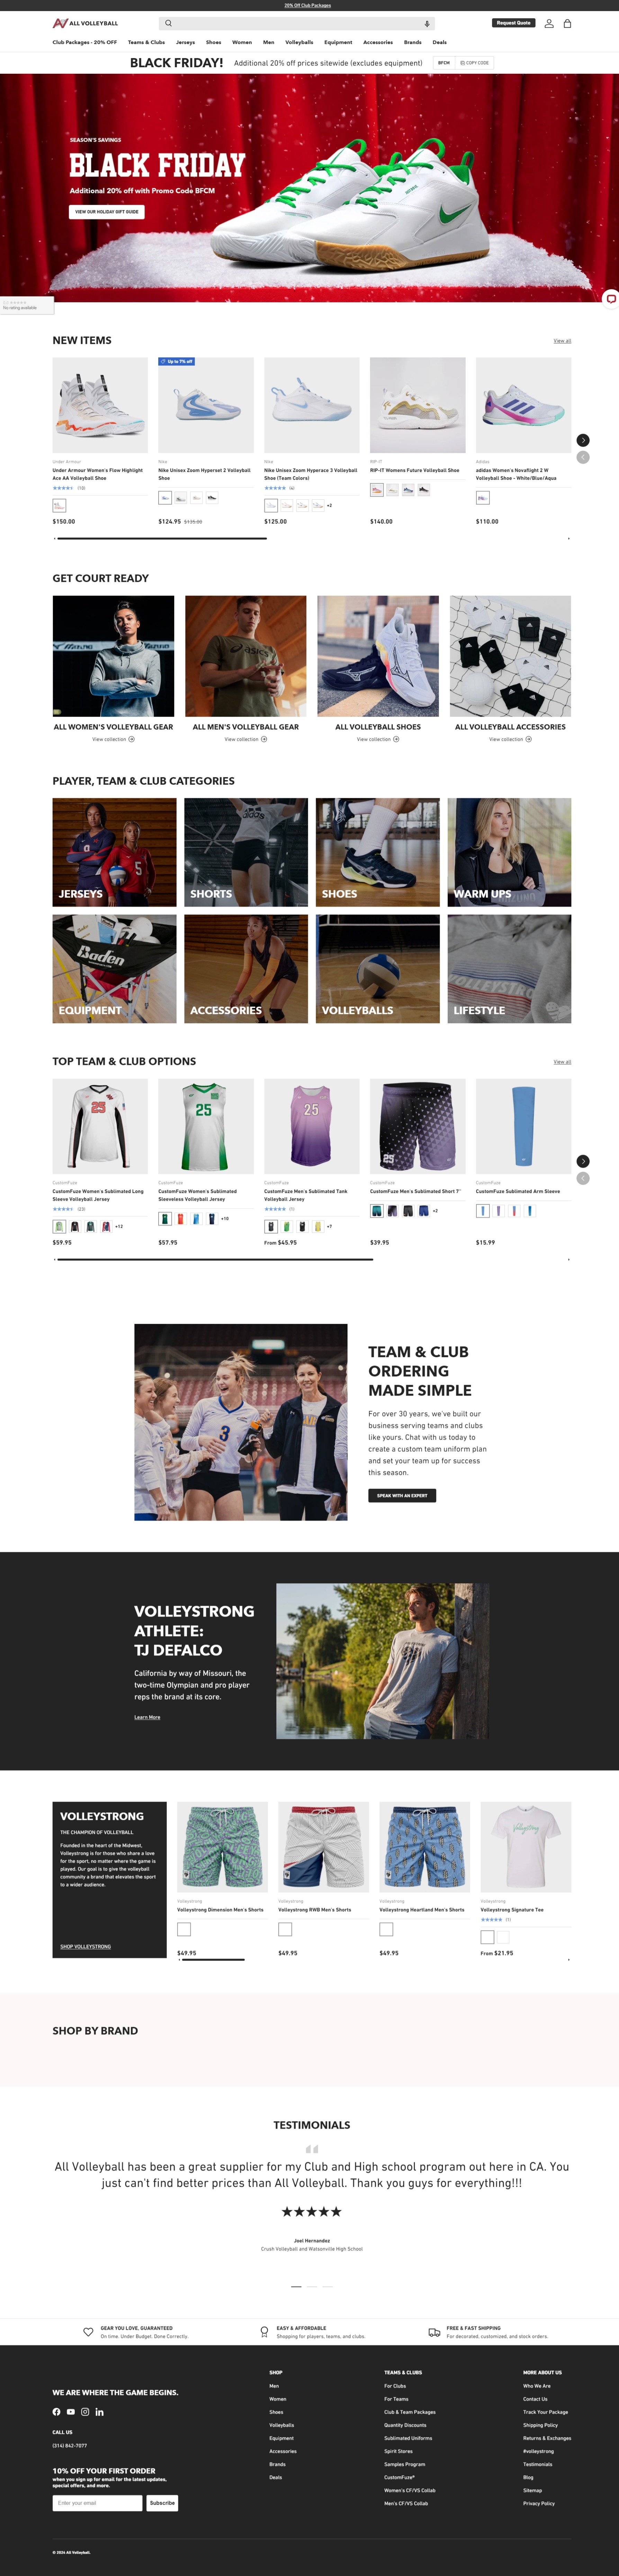 20% Off Club Packages
ALL VOLLEYBALL
Request Quote
Club Packages - 20% OFF
Teams & Clubs
Jerseys
Shoes
Women
Men
Volleyballs
Equipment
Accessories
Brands
Deals
BLACK FRIDAY! Additional 20% off prices sitewide (excludes equipment)
BFCM
COPY CODE
SEASON'S SAVINGS
BLACK FRIDAY
Additional 20% off with Promo Code BFCM
VIEW OUR HOLIDAY GIFT GUIDE
No rating available
NEW ITEMS
View all
Up to 7% off
Under Armour
Under Armour Women's Flow Highlight
Ace AA Volleyball Shoe
(10)
$150.00
Nike
Nike Unisex Zoom Hyperset 2 Volleyball
Shoe
$124.95 $135.00
Nike
Nike Unisex Zoom Hyperace 3 Volleyball
Shoe (Team Colors)
+2
$125.00
RIP-IT
RIP-IT Womens Future Volleyball Shoe
$140.00
Adidas
adidas Women's Novaflight 2 W
Volleyball Shoe - White/Blue/Aqua
$110.00
GET COURT READY
ALL WOMEN'S VOLLEYBALL GEAR
View collection
ALL MEN'S VOLLEYBALL GEAR
View collection
ALL VOLLEYBALL SHOES
View collection
ALL VOLLEYBALL ACCESSORIES
View collection
PLAYER, TEAM & CLUB CATEGORIES
JERSEYS
SHORTS
SHOES
WARM UPS
Baden
EQUIPMENT
ACCESSORIES
VOLLEYBALLS
LIFESTYLE
TOP TEAM & CLUB OPTIONS
View all
25
CustomFuze
CustomFuze Women's Sublimated Long
Sleeve Volleyball Jersey
(23)
+12
$59.95
25
CustomFuze
CustomFuze Women's Sublimated
Sleeveless Volleyball Jersey
+10
$57.95
25
CustomFuze
CustomFuze Men's Sublimated Tank
Volleyball Jersey
(1)
+7
From $45.95
CustomFuze
CustomFuze Men's Sublimated Short 7"
+2
$39.95
CustomFuze
CustomFuze Sublimated Arm Sleeve
$15.99
3
TEAM & CLUB
ORDERING
MADE SIMPLE
For over 30 years, we've built our
business serving teams and clubs
like yours. Chat with us today to
create a custom team uniform plan
and set your team up for success
this season.
SPEAK WITH AN EXPERT
VOLLEYSTRONG
ATHLETE:
TJ DEFALCO
California by way of Missouri, the
two-time Olympian and pro player
reps the brand at its core.
Learn More
VOLLEYSTRONG
THE CHAMPION OF VOLLEYBALL
Founded in the heart of the Midwest,
Volleystrong is for those who share a love
for the sport, no matter where the game is
played. Our goal is to give the volleyball
community a brand that elevates the sport
to a wider audience.
SHOP VOLLEYSTRONG
Volleystrong
Volleystrong Dimension Men's Shorts
$49.95
Volleystrong
Volleystrong RWB Men's Shorts
$49.95
Volleystrong
Volleystrong Heartland Men's Shorts
$49.95
Volleystrong
Volleystrong
Volleystrong Signature Tee
(1)
From $21.95
SHOP BY BRAND
TESTIMONIALS
All Volleyball has been a great supplier for my Club and High school program out here in CA. You
just can't find better prices than All Volleyball. Thank you guys for everything!!!
Joel Hernandez
Crush Volleyball and Watsonville High School
GEAR YOU LOVE, GUARANTEED
On time. Under Budget. Done Correctly.
EASY & AFFORDABLE
Shopping for players, teams, and clubs.
FREE & FAST SHIPPING
For decorated, customized, and stock orders.
WE ARE WHERE THE GAME BEGINS.
CALL US
(314) 842-7077
10% OFF YOUR FIRST ORDER
when you sign up for email for the latest updates,
special offers, and more.
Enter your email
Subscribe
SHOP
Men
Women
Shoes
Volleyballs
Equipment
Accessories
Brands
Deals
TEAMS & CLUBS
For Clubs
For Teams
Club & Team Packages
Quantity Discounts
Sublimated Uniforms
Spirit Stores
Samples Program
CustomFuze®
Women's CF/VS Collab
Men's CF/VS Collab
MORE ABOUT US
Who We Are
Contact Us
Track Your Package
Shipping Policy
Returns & Exchanges
#volleystrong
Testimonials
Blog
Sitemap
Privacy Policy
© 2024 All Volleyball.